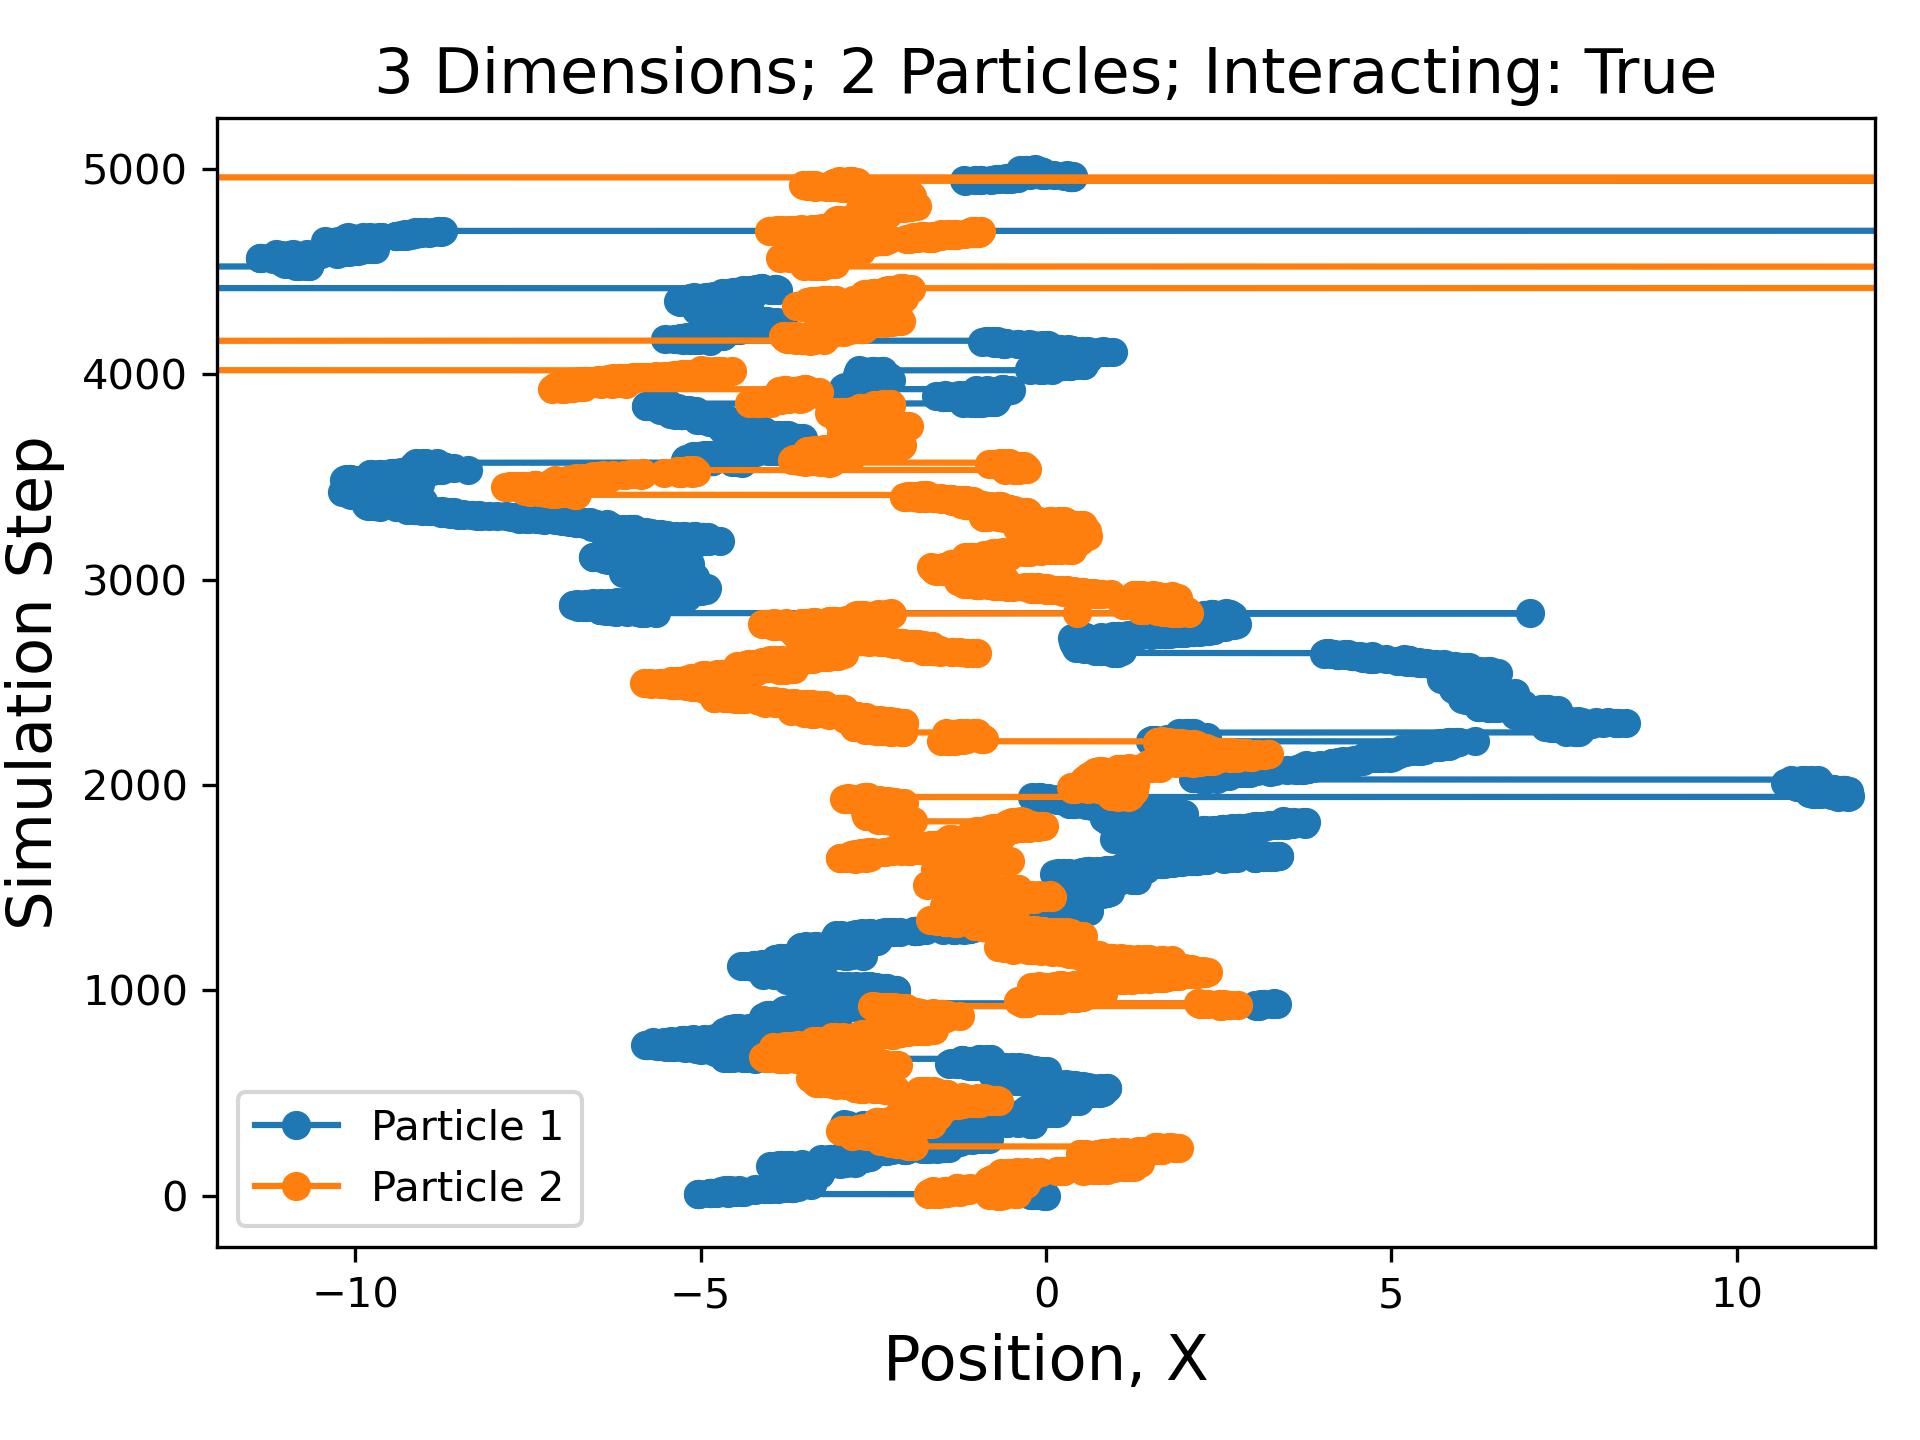 3 Dimensions; 2 Particles; Interacting: True
Simulation Step
5000
4000
3000
2000
1000
0
Particle 1
Particle 2
−10
−5
0
5
10
Position, X